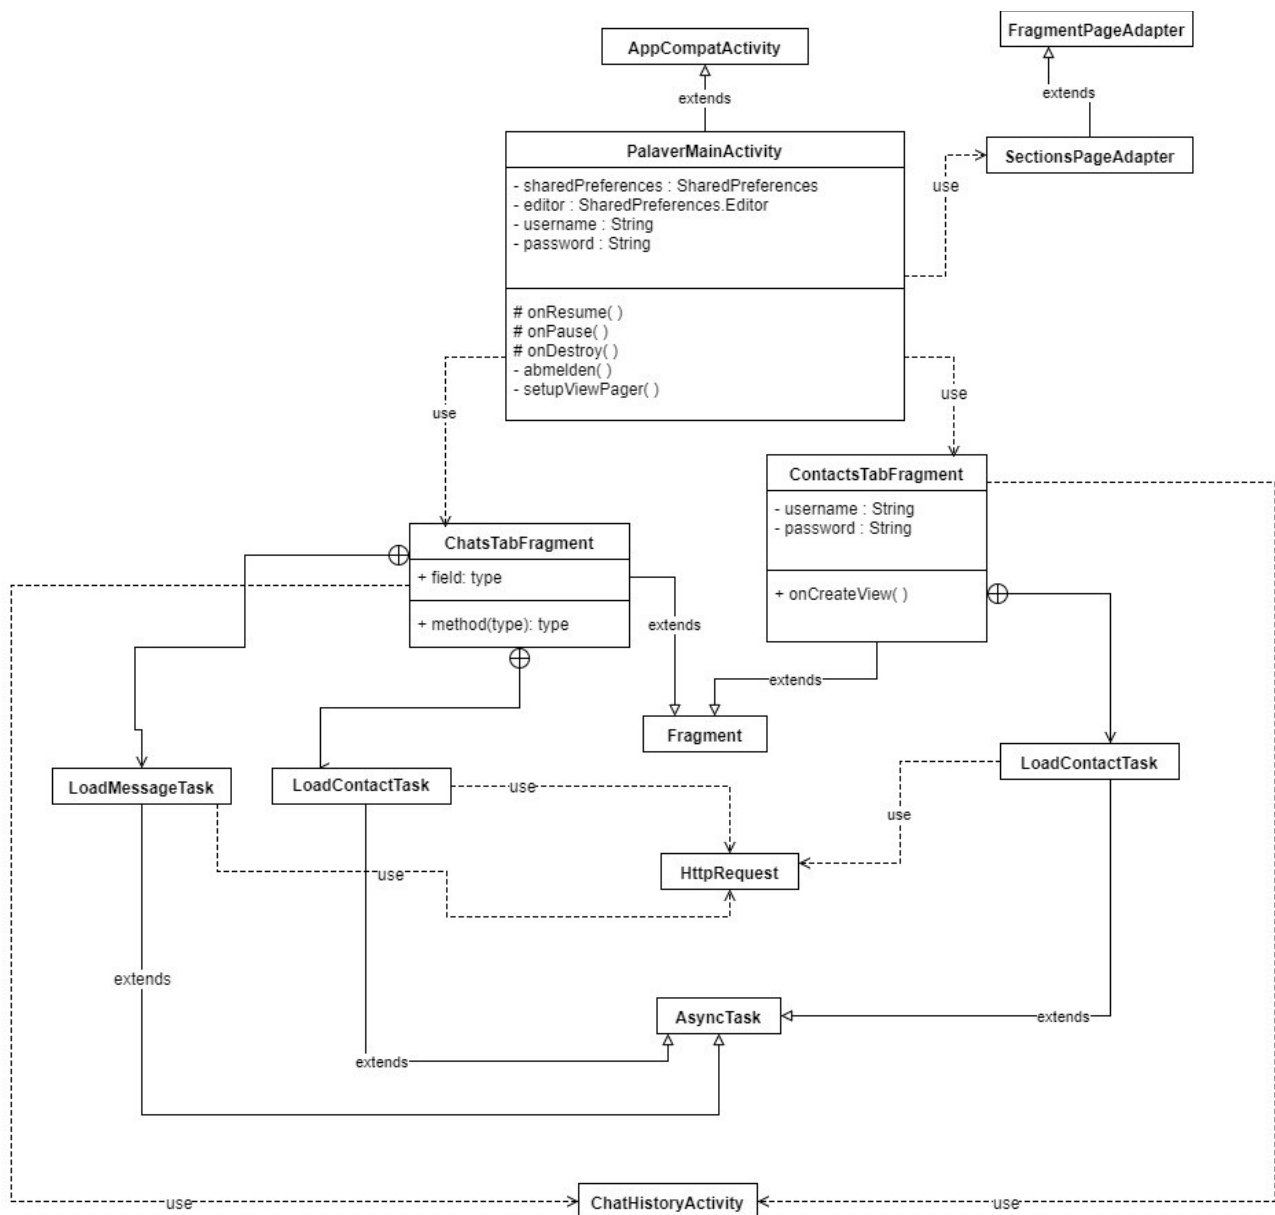 FragmentPageAdapter
AppCompatActivity
extends
extends
PalaverMainActivity
SectionsPageAdapter
- sharedPreferences : SharedPreferences
- editor : SharedPreferences.Editor
- username : String
- password : String
use
# onResume( )
# onPause( )
# onDestroy( )
- abmelden( )
- setupViewPager( )
use
use
ContactsTabFragment
- username : String
- password : String
+ onCreateView( )
ChatsTabFragment
+ field: type
+ method(type): type
extends
extends
Fragment
LoadMessageTask
LoadContactTask
LoadContactTask
use
use
HttpRequest
use
extends
AsyncTask
extends
extends
ChatHistoryActivity
use
use